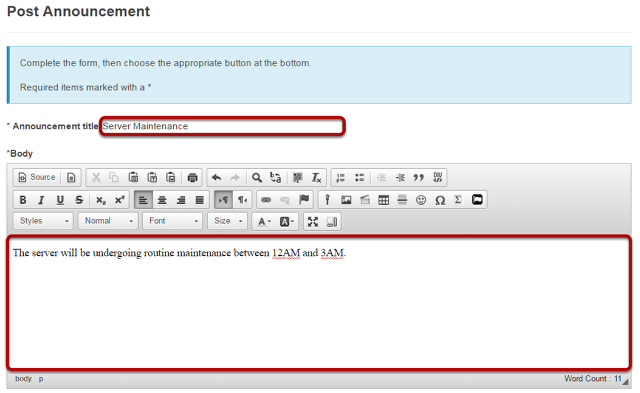 Post Announcement
Complete the form, then choose the appropriate button at the bottom.
Required items marked with a *
* Announcement title Server Maintenance
*Body
Source
B I U S x₂ x² ¶ ¶ Ω Σ
Styles Normal Font Size A A
The server will be undergoing routine maintenance between 12AM and 3AM.
body p Word Count : 11